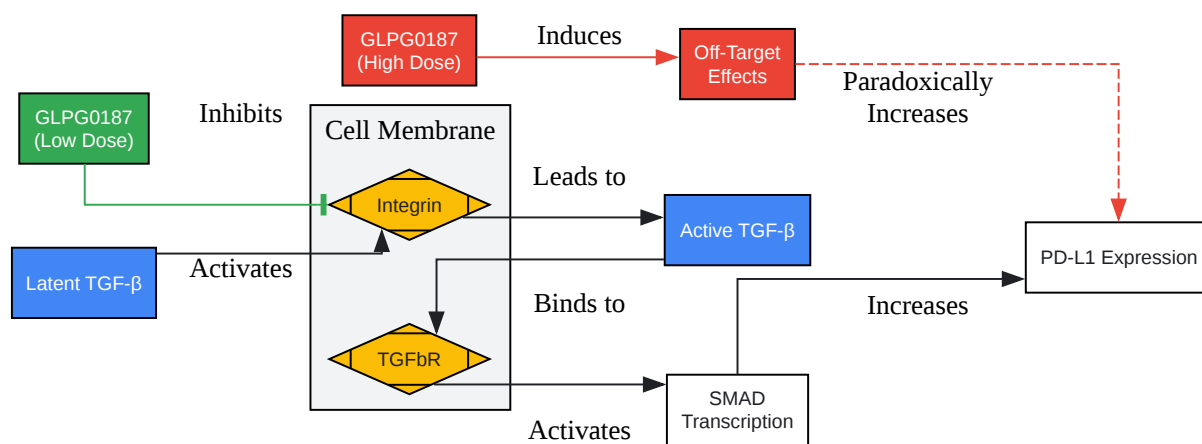 GLPG0187
(High Dose)
Induces
Off-Target
Effects
Paradoxically
Increases
GLPG0187
(Low Dose)
Inhibits
Cell Membrane
Integrin
Leads to
Active TGF-β
Latent TGF-β
Activates
PD-L1 Expression
Binds to
Increases
TGFbR
SMAD
Transcription
Activates